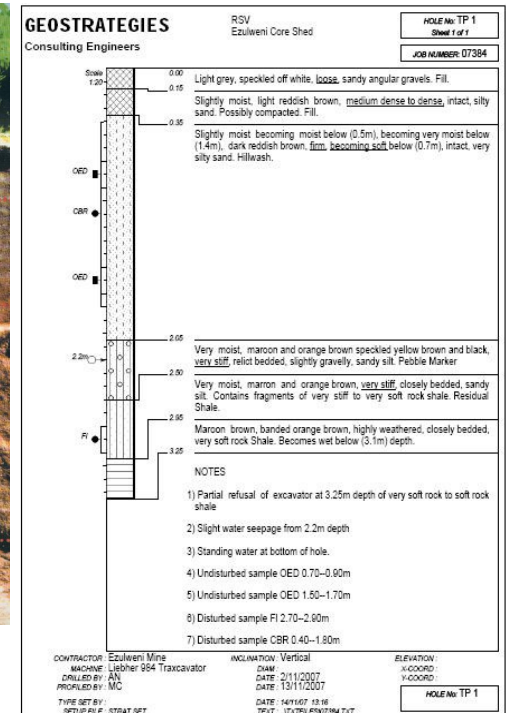 GEOSTRATEGIES
Consulting Engineers
RSV
Ezulweni Core Shed
HOLE No: TP 1
Sheet 1 of 1
JOB NUMBER: 07384
Scale
1:20
0.00
Light grey, speckled off white, loose, sandy angular gravels. Fill.
0.15
Slightly moist, light reddish brown, medium dense to dense, intact, silty
sand. Possibly compacted. Fill.
0.35
Slightly moist becoming moist below (0.5m), becoming very moist below
(1.4m), dark reddish brown, firm, becoming soft below (0.7m), intact, very
silty sand. Hillwash.
OED
CBR
OED
2.05
Very moist, maroon and orange brown speckled yellow brown and black,
very stiff, relict bedded, slightly gravelly, sandy silt. Pebble Marker
2.2m
2.50
Very moist, marron and orange brown, very stiff, closely bedded, sandy
silt. Contains fragments of very stiff to very soft rock shale. Residual
Shale.
2.95
Maroon brown, banded orange brown, highly weathered, closely bedded,
very soft rock Shale. Becomes wet below (3.1m) depth.
FI
3.25
NOTES
1) Partial refusal of excavator at 3.25m depth of very soft rock to soft rock
shale
2) Slight water seepage from 2.2m depth
3) Standing water at bottom of hole.
4) Undisturbed sample OED 0.70--0.90m
5) Undisturbed sample OED 1.50--1.70m
6) Disturbed sample FI 2.70--2.90m
7) Disturbed sample CBR 0.40--1.80m
CONTRACTOR : Ezulweni Mine
MACHINE : Liebher 984 Traxcavator
DRILLED BY : AN
PROFILED BY : MC
TYPE SET BY :
SETUP FILE : STRAT.SET
INCLINATION : Vertical
DIAM :
DATE : 2/11/2007
DATE : 13/11/2007
DATE : 14/11/07 13:16
ELEVATION :
X-COORD :
Y-COORD :
HOLE No: TP 1